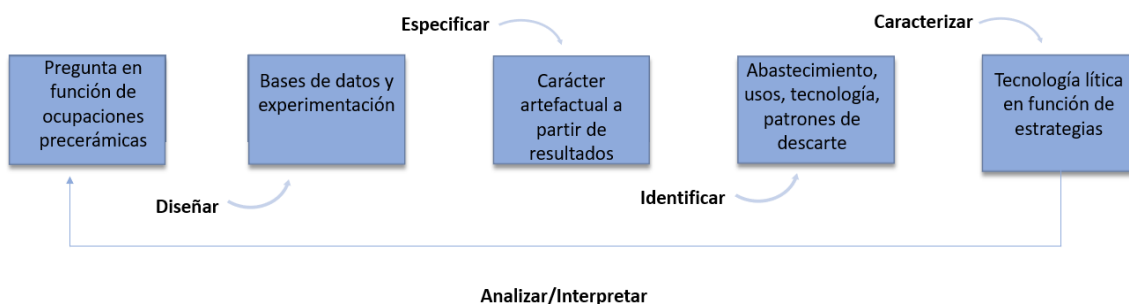 Especificar
Caracterizar
Pregunta en
función de
ocupaciones
precerámicas
Bases de datos y
experimentación
Carácter
artefactual a
partir de
resultados
Abastecimiento,
usos, tecnología,
patrones de
descarte
Tecnología lítica
en función de
estrategias
Diseñar
Identificar
Analizar/Interpretar